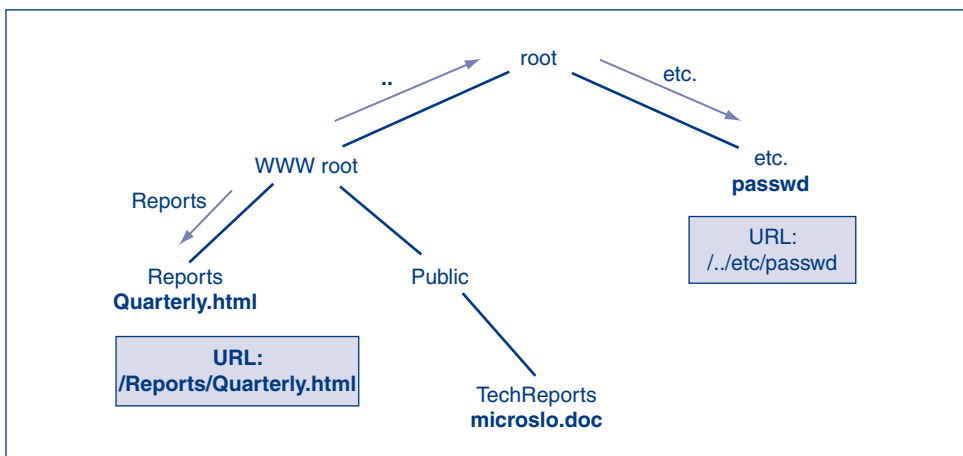 root
..
etc.
WWW root
etc.
passwd
Reports
URL:
/../etc/passwd
Reports
Quarterly.html
Public
URL:
/Reports/Quarterly.html
TechReports
microslo.doc